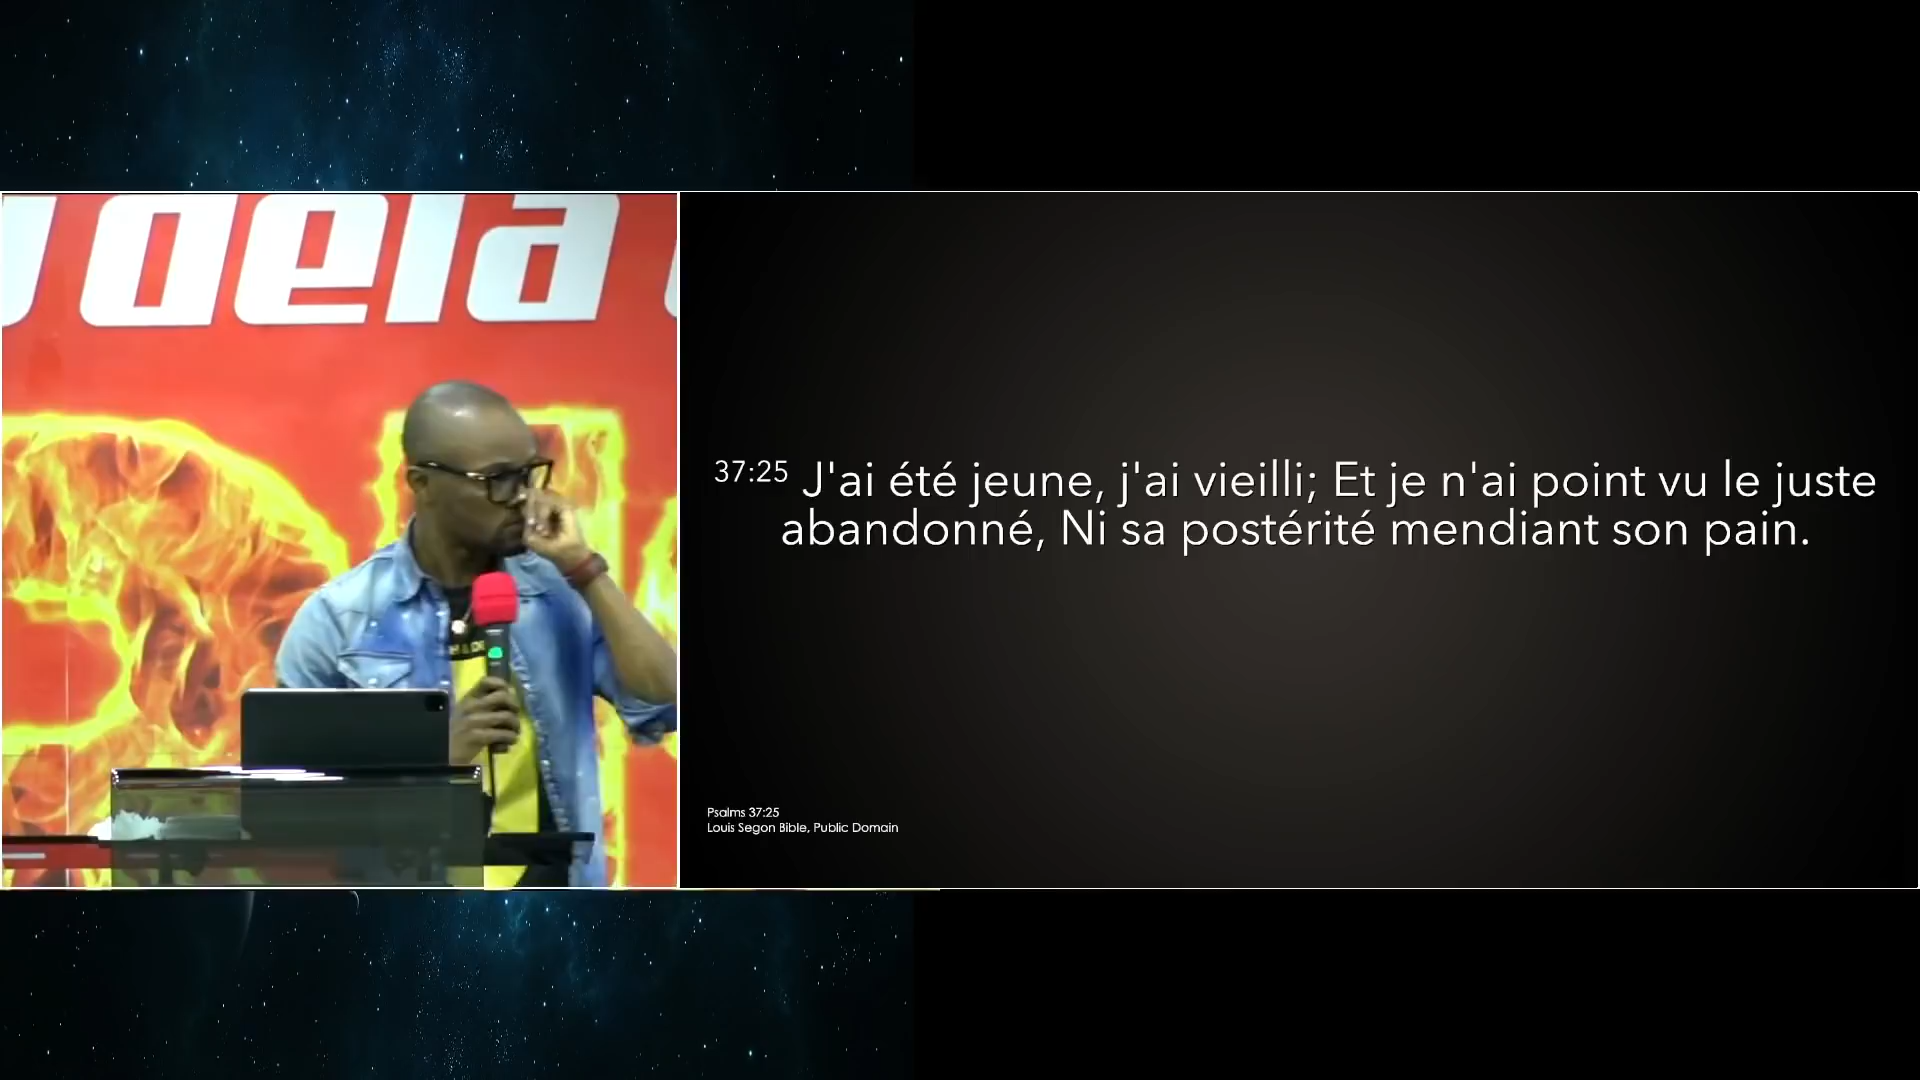 dela
37:25 J'ai été jeune, j'ai vieilli; Et je n'ai point vu le juste
abandonné, Ni sa postérité mendiant son pain.
Psalms 37:25
Louis Segon Bible, Public Domain